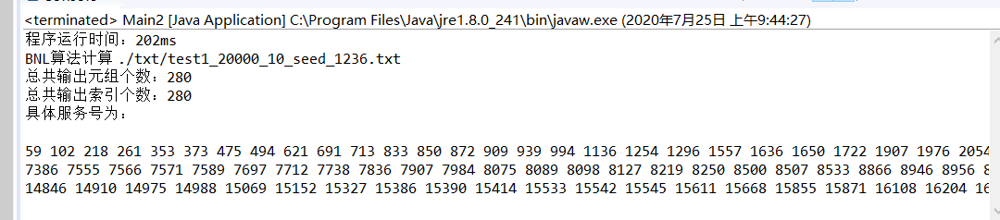 <terminated> Main2 [Java Application] C:\Program Files\Java\jre1.8.0_241\bin\javaw.exe (2020年7月25日 上午9:44:27)
程序运行时间：202ms
BNL算法计算 ./txt/test1_20000_10_seed_1236.txt
总共输出元组个数：280
总共输出索引个数：280
具体服务号为：
59 102 218 261 353 373 475 494 621 691 713 833 850 872 909 939 994 1136 1254 1296 1557 1636 1650 1722 1907 1976 2054
7386 7555 7566 7571 7589 7697 7712 7738 7836 7907 7984 8075 8089 8098 8127 8219 8250 8500 8507 8533 8866 8946 8956
14846 14910 14975 14988 15069 15152 15327 15386 15390 15414 15533 15542 15545 15611 15668 15855 15871 16108 16204